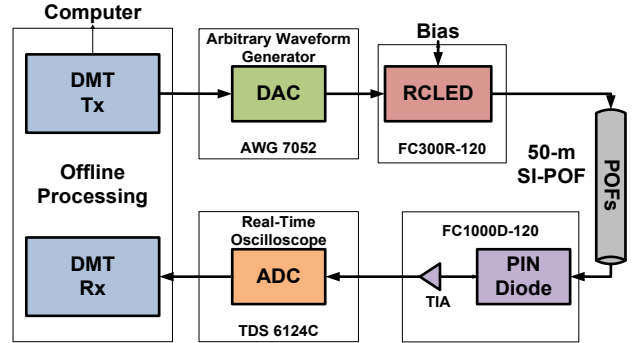 Computer
DMT
Tx
Offline
Processing
DMT
Rx
Arbitrary Waveform
Generator
DAC
AWG 7052
Bias
RCLED
FC300R-120
50-m
SI-POF
POFs
Real-Time
Oscilloscope
ADC
TDS 6124C
FC1000D-120
TIA
PIN
Diode